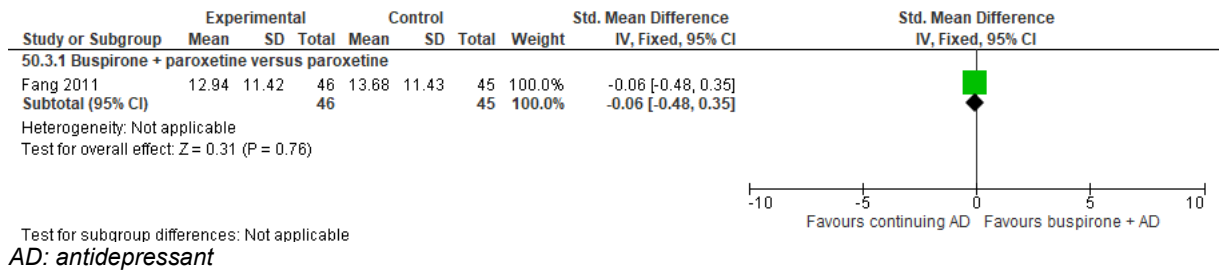 Experimental Control Std. Mean Difference Std. Mean Difference
Study or Subgroup Mean SD Total Mean SD Total Weight IV, Fixed, 95% CI IV, Fixed, 95% CI
50.3.1 Buspirone + paroxetine versus paroxetine
Fang 2011 12.94 11.42 46 13.68 11.43 45 100.0% -0.06 [-0.48, 0.35]
Subtotal (95% CI) 46 45 100.0% -0.06 [-0.48, 0.35]
Heterogeneity: Not applicable
Test for overall effect: Z = 0.31 (P = 0.76)
-10 -5 0 5 10
Favours continuing AD Favours buspirone + AD
Test for subgroup differences: Not applicable
AD: antidepressant